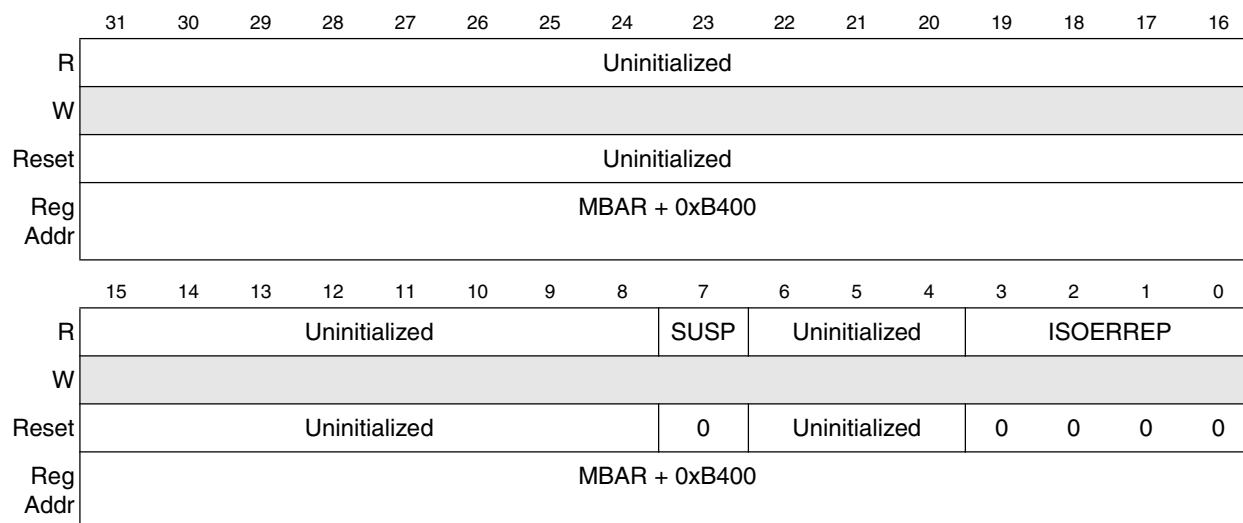 31 30 29 28 27 26 25 24 23 22 21 20 19 18 17 16
R Uninitialized
W
Reset Uninitialized
Reg MBAR + 0xB400
Addr
15 14 13 12 11 10 9 8 7 6 5 4 3 2 1 0
R Uninitialized SUSP Uninitialized ISOERREP
W
Reset Uninitialized 0 Uninitialized 0 0 0 0
Reg MBAR + 0xB400
Addr